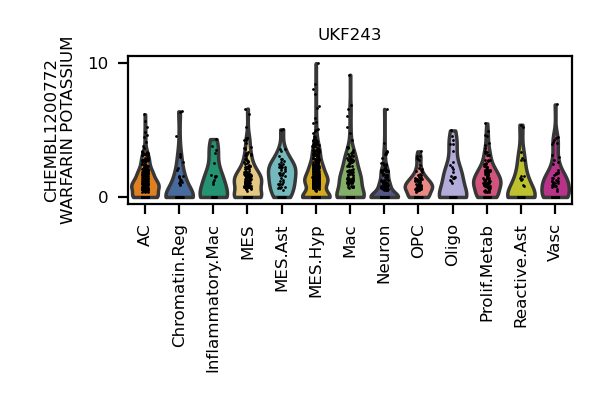 UKF243
CHEMBL1200772
WARFARIN POTASSIUM
10
0
AC
Chromatin.Reg
Inflammatory.Mac
MES
MES.Ast
MES.Hyp
Mac
Neuron
OPC
Oligo
Prolif.Metab
Reactive.Ast
Vasc